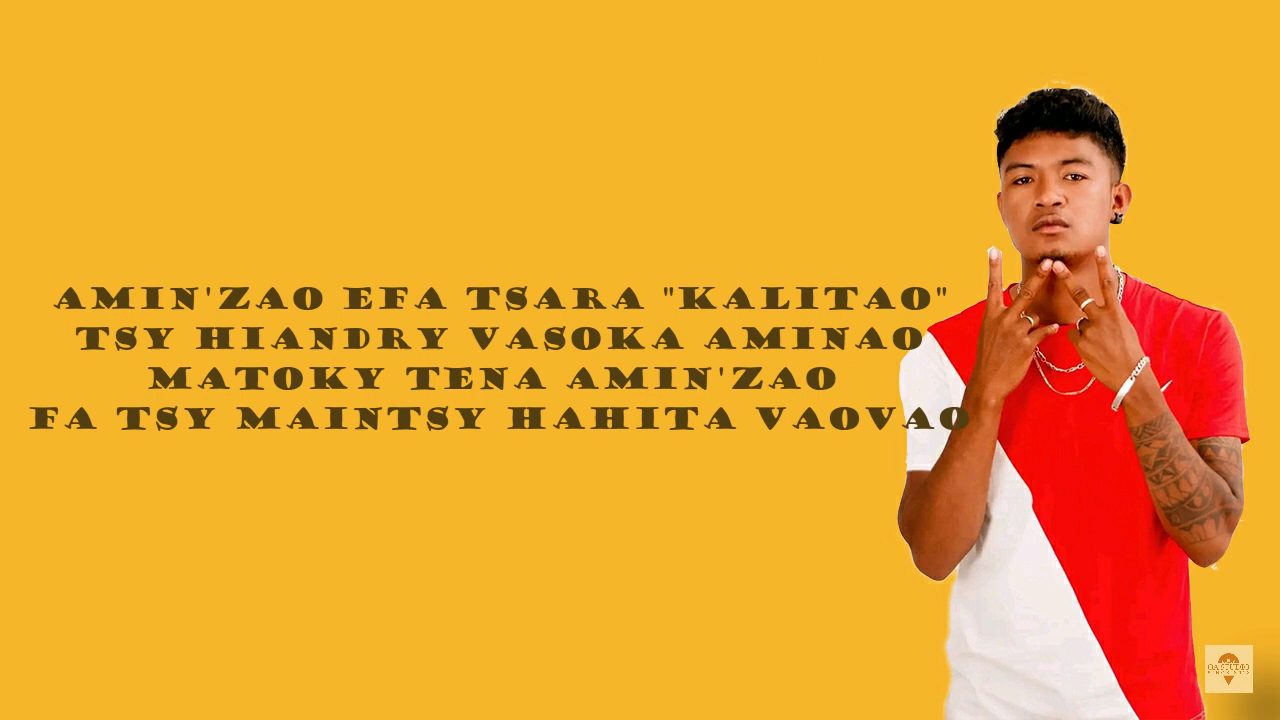 AMIN'ZAO EFA TSARA "KALITAO"
TSY HIANDRY VASOKA AMINAO
MATOKY TENA AMIN'ZAO
FA TSY MAINTSY HAHITA VAOVAO